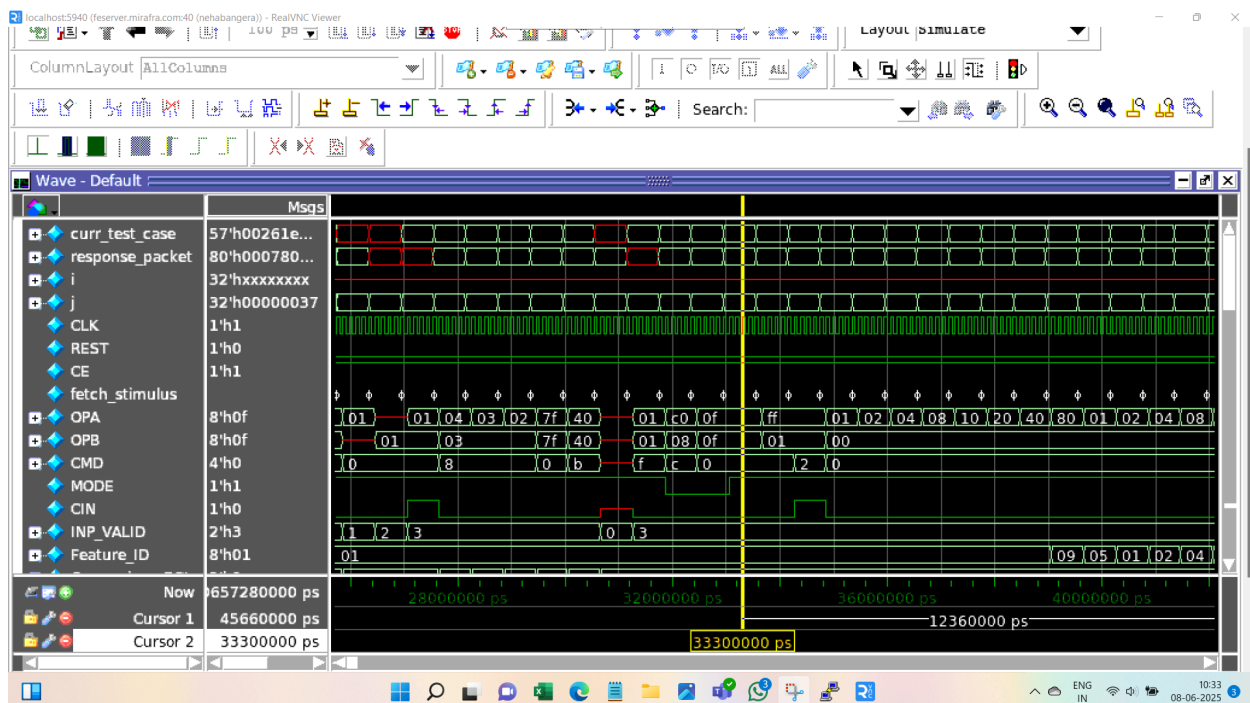 localhost:5940 (feserver.mirafra.com:40 (nehabangera)) - RealVNC Viewer
100 ps
Layout Simulate
ColumnLayout AllColumns
I O I/O ALL
Search:
Wave - Default
Msgs
curr_test_case 57'h00261e...
response_packet 80'h000780...
i 32'hxxxxxxxx
j 32'h00000037
CLK 1'h1
REST 1'h0
CE 1'h1
fetch_stimulus
OPA 8'h0f 01 01 04 03 02 7f 40 01 c0 0f ff 01 02 04 08 10 20 40 80 01 02 04 08
OPB 8'h0f 01 03 7f 40 01 08 0f 01 00
CMD 4'h0 0 8 0 b f c 0 2 0
MODE 1'h1
CIN 1'h0
INP_VALID 2'h3 1 2 3 0 3
Feature_ID 8'h01 01 09 05 01 02 04
Now 657280000 ps 28000000 ps 32000000 ps 36000000 ps 40000000 ps
Cursor 1 45660000 ps 12360000 ps
Cursor 2 33300000 ps 33300000 ps
3
ENG
IN
10:33
08-06-2025
3